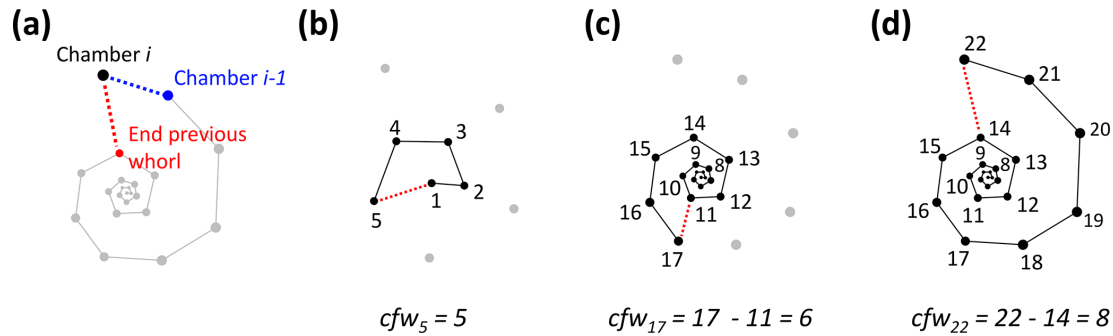 (a)
Chamber i
Chamber i-1
End previous
whorl
(b)
4
3
1
2
5
cfw5 = 5
(c)
14
15
9
8
13
10
12
16
11
17
cfw17 = 17 - 11 = 6
(d)
22
21
20
14
15
9
8
13
10
16
11
12
19
17
18
cfw22 = 22 - 14 = 8